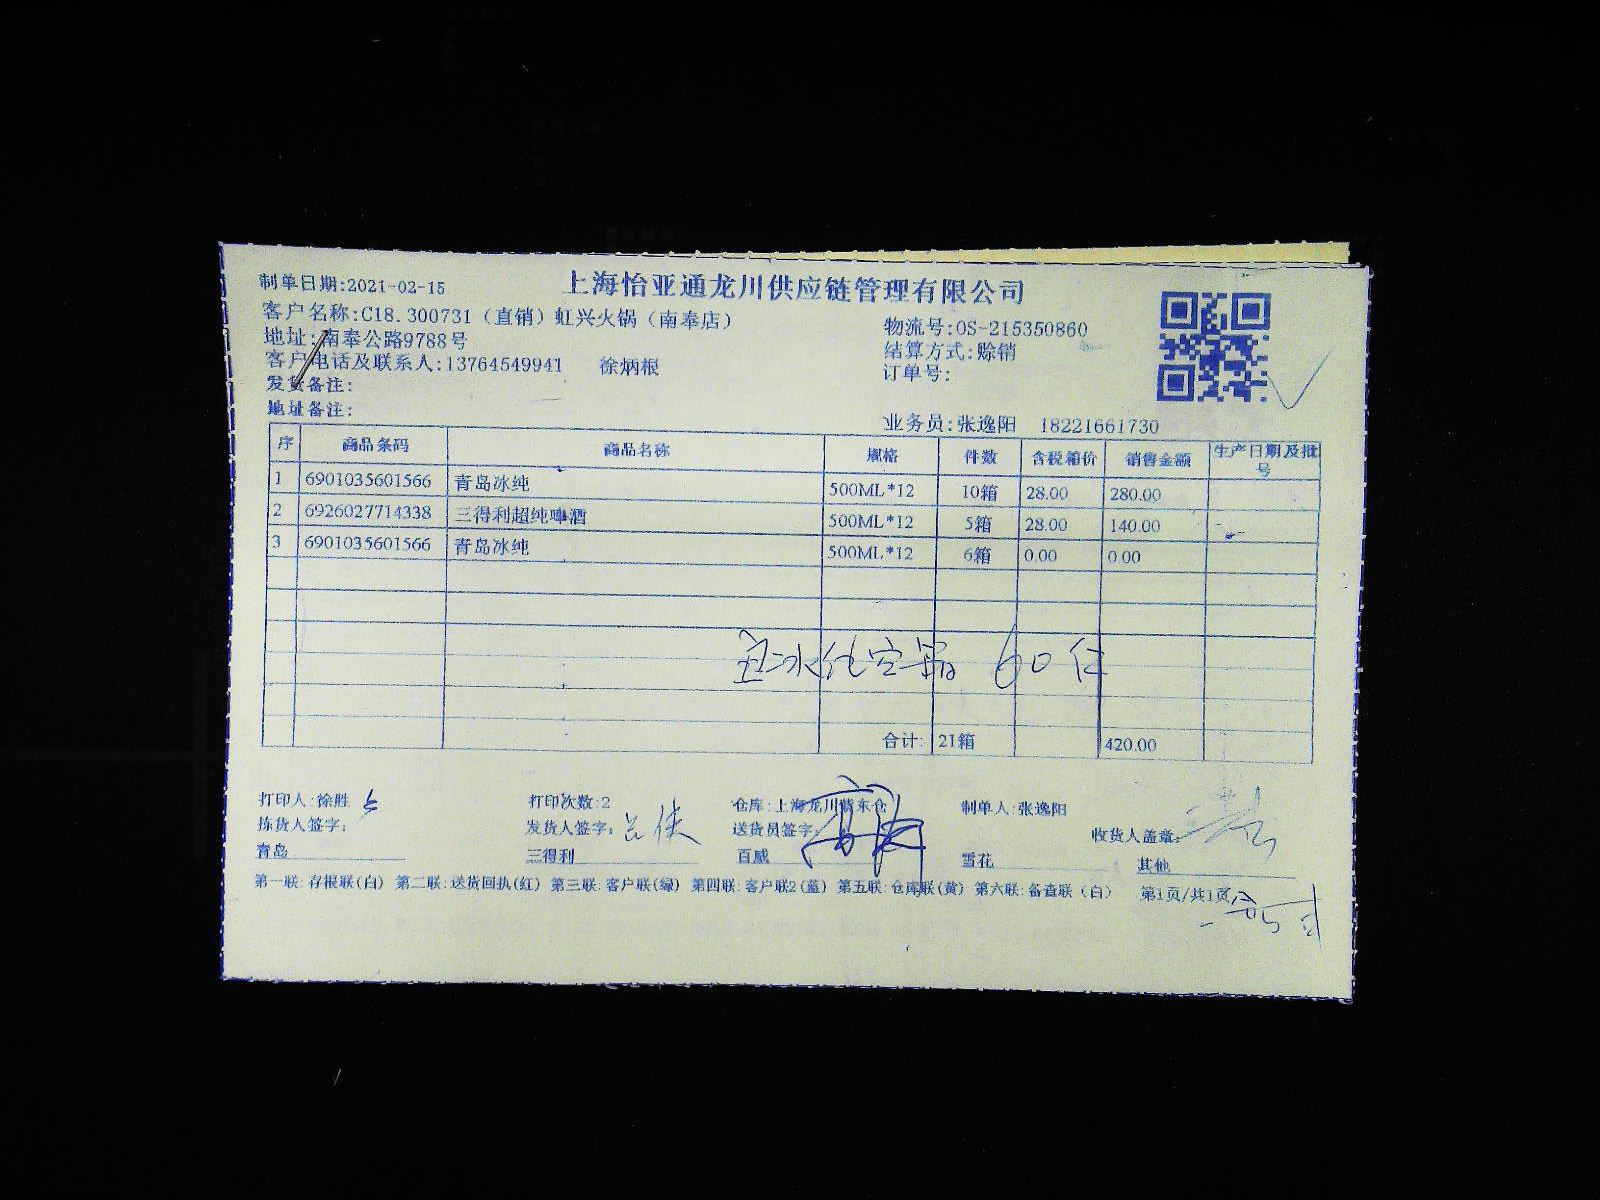 上海怡亚通龙川供应链管理有限公司
制单日期:2021-02-15
客户名称:C18.300731（直销）虹兴火锅（南奉店）
物流号:OS-215350860
地址:南奉公路9788号
结算方式:赊销
客户电话及联系人:13764549941 徐炳根
订单号:
发货备注:
地址备注:
业务员:张逸阳 18221661730
序 商品条码 商品名称 规格 件数 含税箱价 销售金额 生产日期及批号
1 6901035601566 青岛冰纯 500ML*12 10箱 28.00 280.00
2 6926027714338 三得利超纯啤酒 500ML*12 5箱 28.00 140.00
3 6901035601566 青岛冰纯 500ML*12 6箱 0.00 0.00
60
合计: 21箱 420.00
打印人:徐胜 打印次数:2 仓库:上海龙川 东仓 制单人:张逸阳
拣货人签字: 发货人签字: 送货员签字: 收货人盖章:
青岛 三得利 百威 雪花 其他
第一联:存根联(白) 第二联:送货回执(红) 第三联:客户联(绿) 第四联:客户联2(蓝) 第五联:仓库联(黄) 第六联:备查联（白） 第1页/共1页